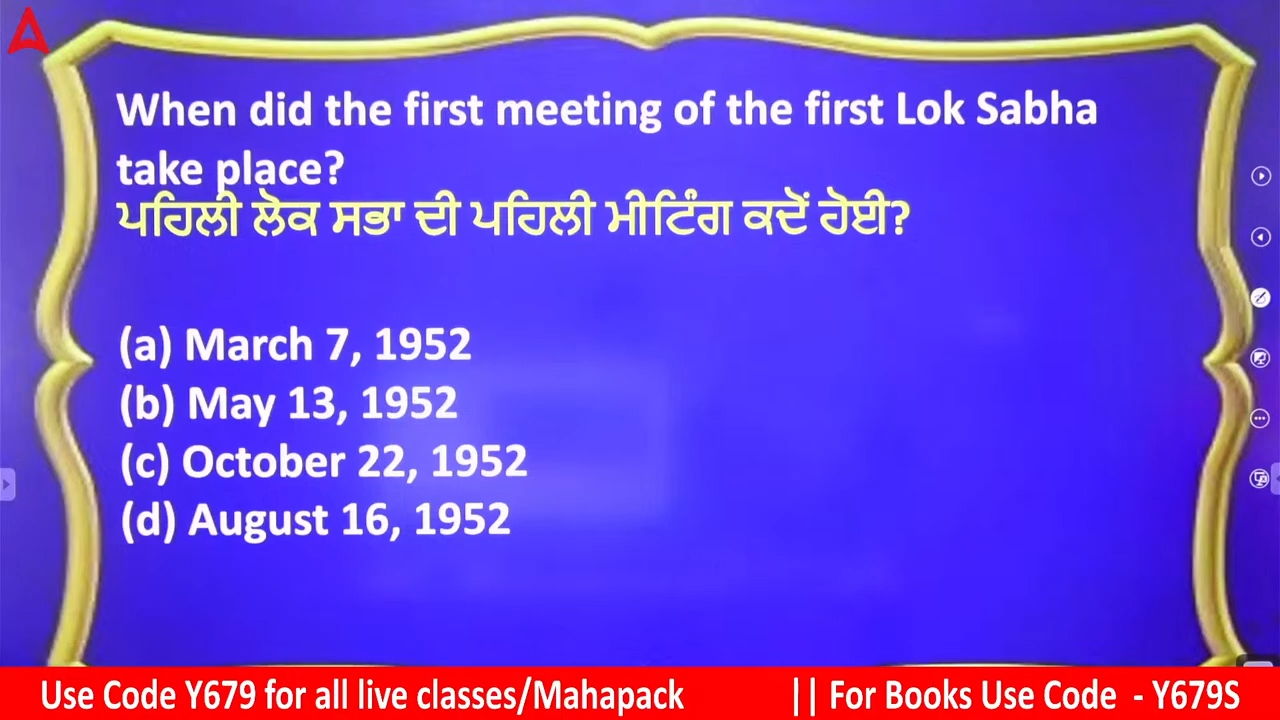 When did the first meeting of the first Lok Sabha
take place?
ਪਹਿਲੀ ਲੋਕ ਸਭਾ ਦੀ ਪਹਿਲੀ ਮੀਟਿੰਗ ਕਦੋਂ ਹੋਈ?
(a) March 7, 1952
(b) May 13, 1952
(c) October 22, 1952
(d) August 16, 1952
Use Code Y679 for all live classes/Mahapack || For Books Use Code - Y679S